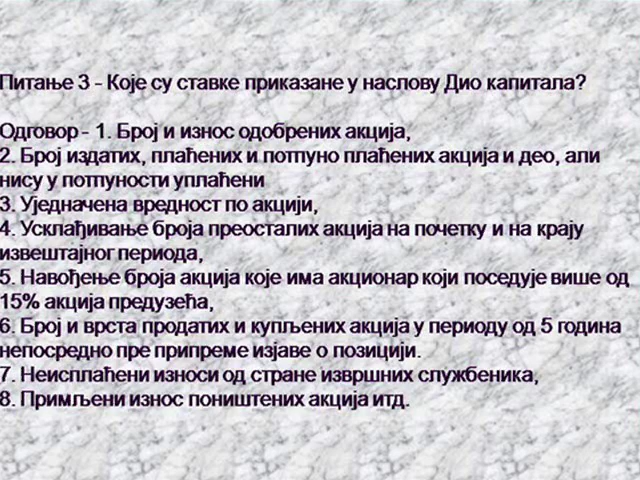 Питање 3 - Које су ставке приказане у наслову Дио капитала?
Одговор - 1. Број и износ одобрених акција,
2. Број издатих, плаћених и потпуно плаћених акција и део, али
нису у потпуности уплаћени
3. Уједначена вредност по акцији,
4. Усклађивање броја преосталих акција на почетку и на крају
извештајног периода,
5. Навођење броја акција које има акционар који поседује више од
15% акција предузећа,
6. Број и врста продатих и купљених акција у периоду од 5 година
непосредно пре припреме изјаве о позицији.
7. Неисплаћени износи од стране извршних службеника,
8. Примљени износ поништених акција итд.